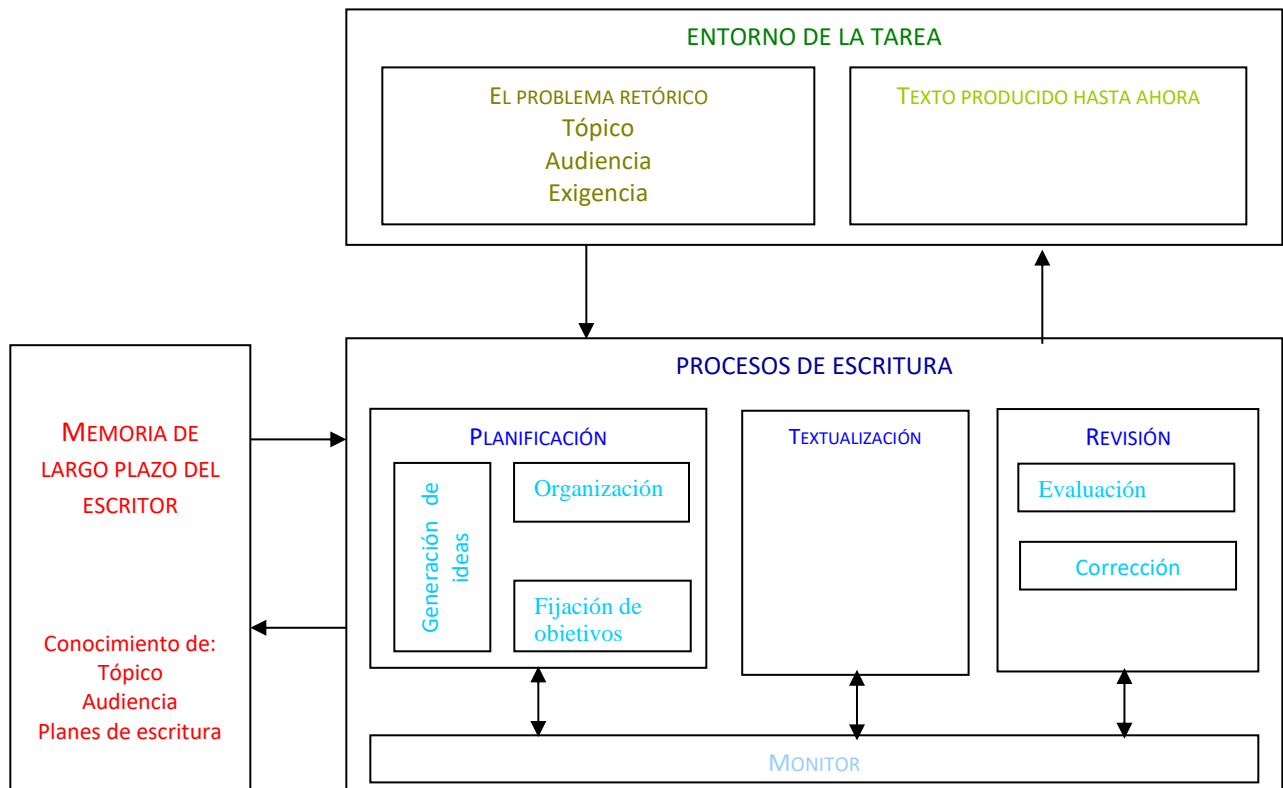 ENTORNO DE LA TAREA
EL PROBLEMA RETÓRICO
Tópico
Audiencia
Exigencia
TEXTO PRODUCIDO HASTA AHORA
MEMORIA DE
LARGO PLAZO DEL
ESCRITOR
Conocimiento de:
Tópico
Audiencia
Planes de escritura
PROCESOS DE ESCRITURA
PLANIFICACIÓN
Generación de
ideas
Organización
Fijación de
objetivos
TEXTUALIZACIÓN
REVISIÓN
Evaluación
Corrección
MONITOR